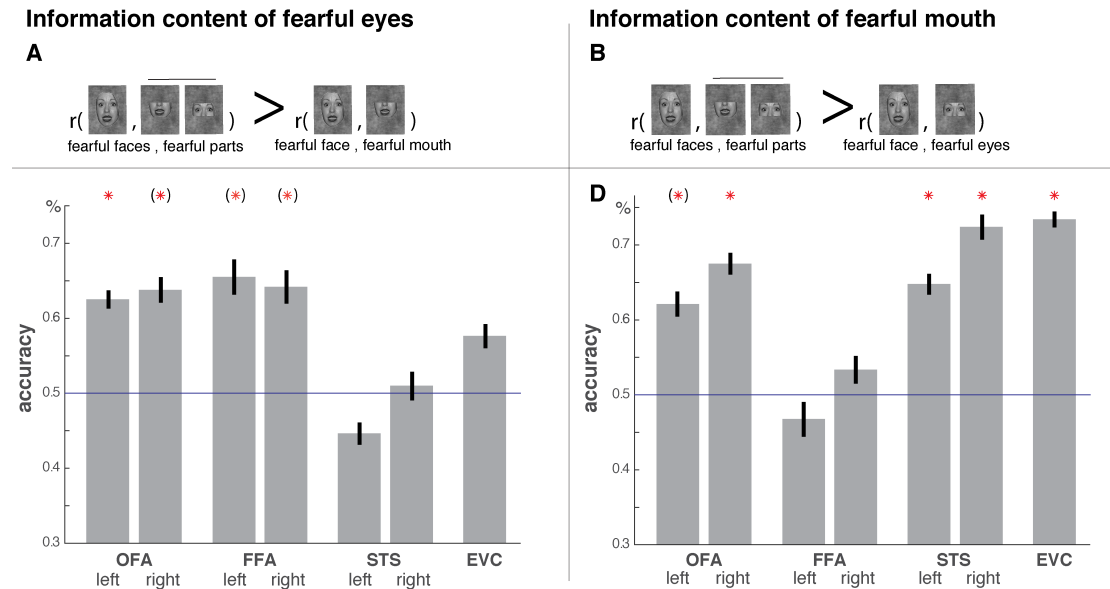 Information content of fearful eyes
A
r( , ) > r( , )
fearful faces , fearful parts fearful face , fearful mouth
* (*) (*) (*)
%
0.7
0.6
0.5
0.4
0.3
accuracy
OFA FFA STS EVC
left right left right left right
Information content of fearful mouth
B
r( , ) > r( , )
fearful faces , fearful parts fearful face , fearful eyes
D (*) * * * *
%
0.7
0.6
0.5
0.4
0.3
accuracy
OFA FFA STS EVC
left right left right left right